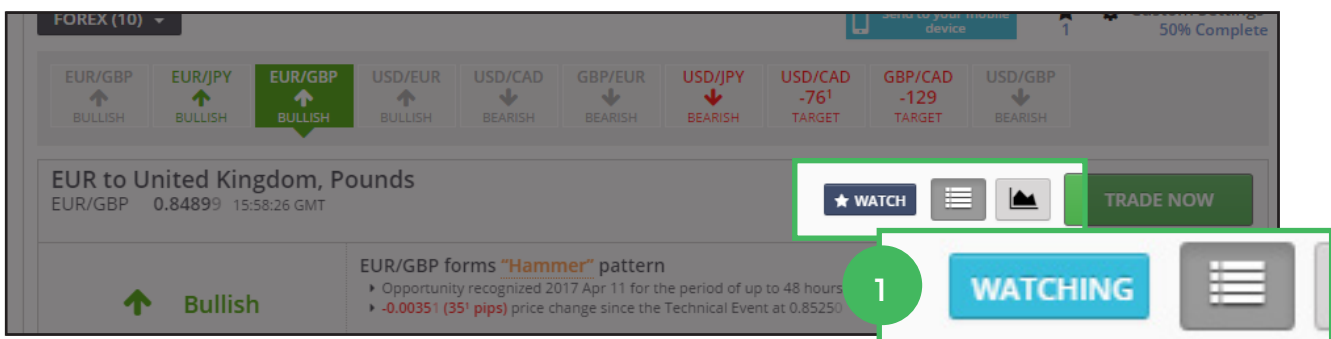 FOREX (10)
Send to your mobile
device
1
Custom Settings
50% Complete
EUR/GBP EUR/JPY EUR/GBP USD/EUR USD/CAD GBP/EUR USD/JPY USD/CAD GBP/CAD USD/GBP
-76¹ -129
BULLISH BULLISH BULLISH BULLISH BEARISH BEARISH BEARISH TARGET TARGET BEARISH
EUR to United Kingdom, Pounds
EUR/GBP 0.84899 15:58:26 GMT
WATCH
TRADE NOW
Bullish
EUR/GBP forms "Hammer" pattern
Opportunity recognized 2017 Apr 11 for the period of up to 48 hours
-0.00351 (35¹ pips) price change since the Technical Event at 0.85250
1
WATCHING